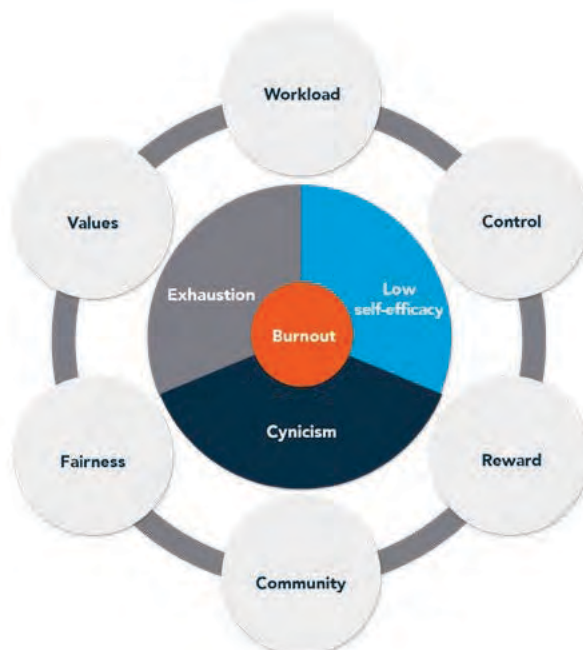 Workload
Values
Control
Exhaustion
Low
self-efficacy
Burnout
Cynicism
Fairness
Reward
Community